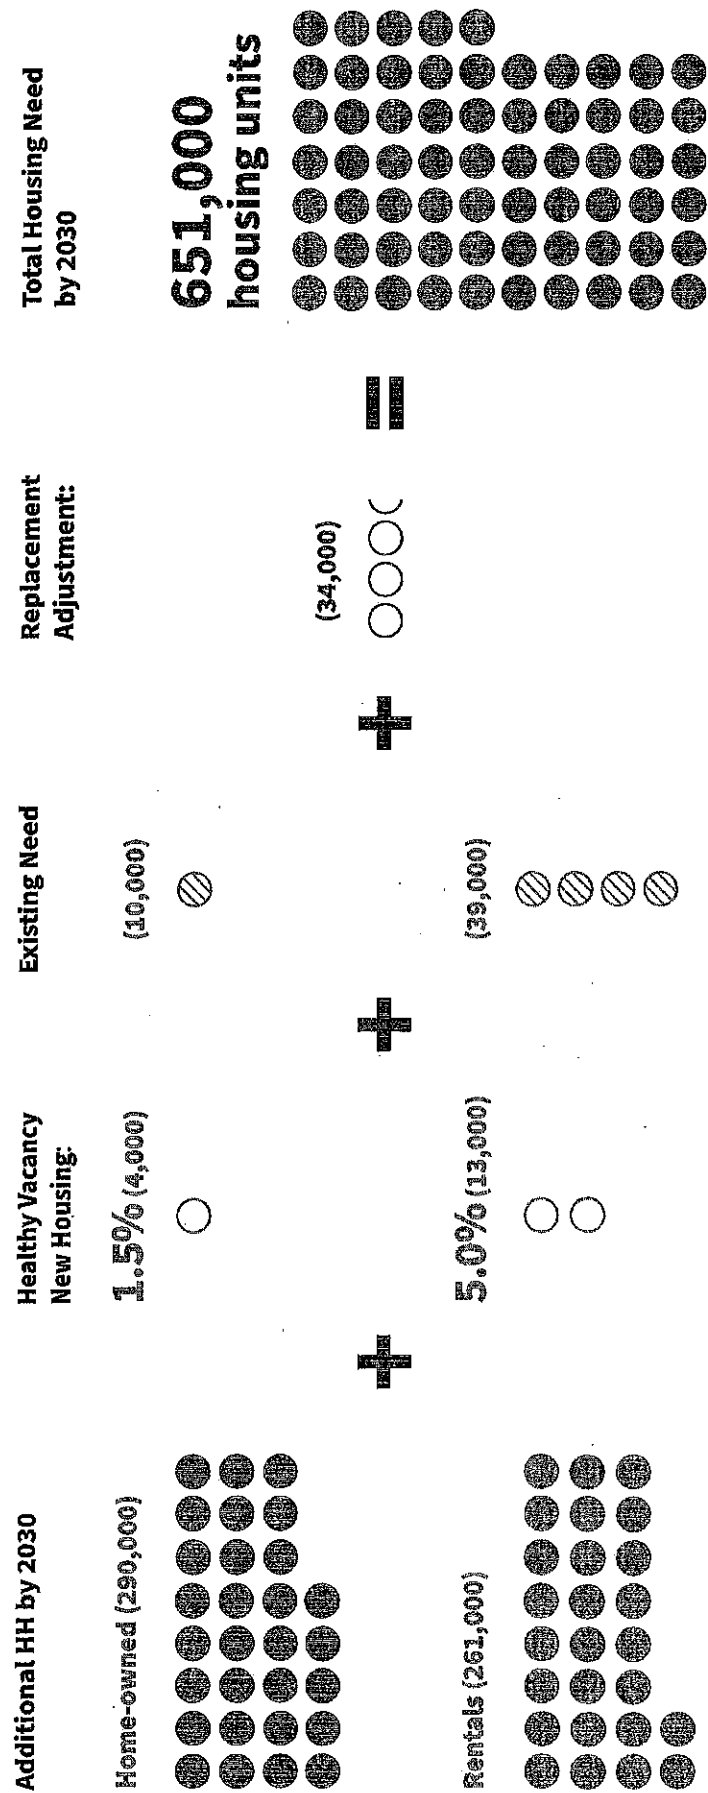 Additional HH by 2030
Home-owned (290,000)
Rentals (261,000)
+
Healthy Vacancy
New Housing:
1.5% (4,000)
5.0% (13,000)
+
Existing Need
(10,000)
(39,000)
+
Replacement
Adjustment:
(34,000)
=
Total Housing Need
by 2030
651,000
housing units